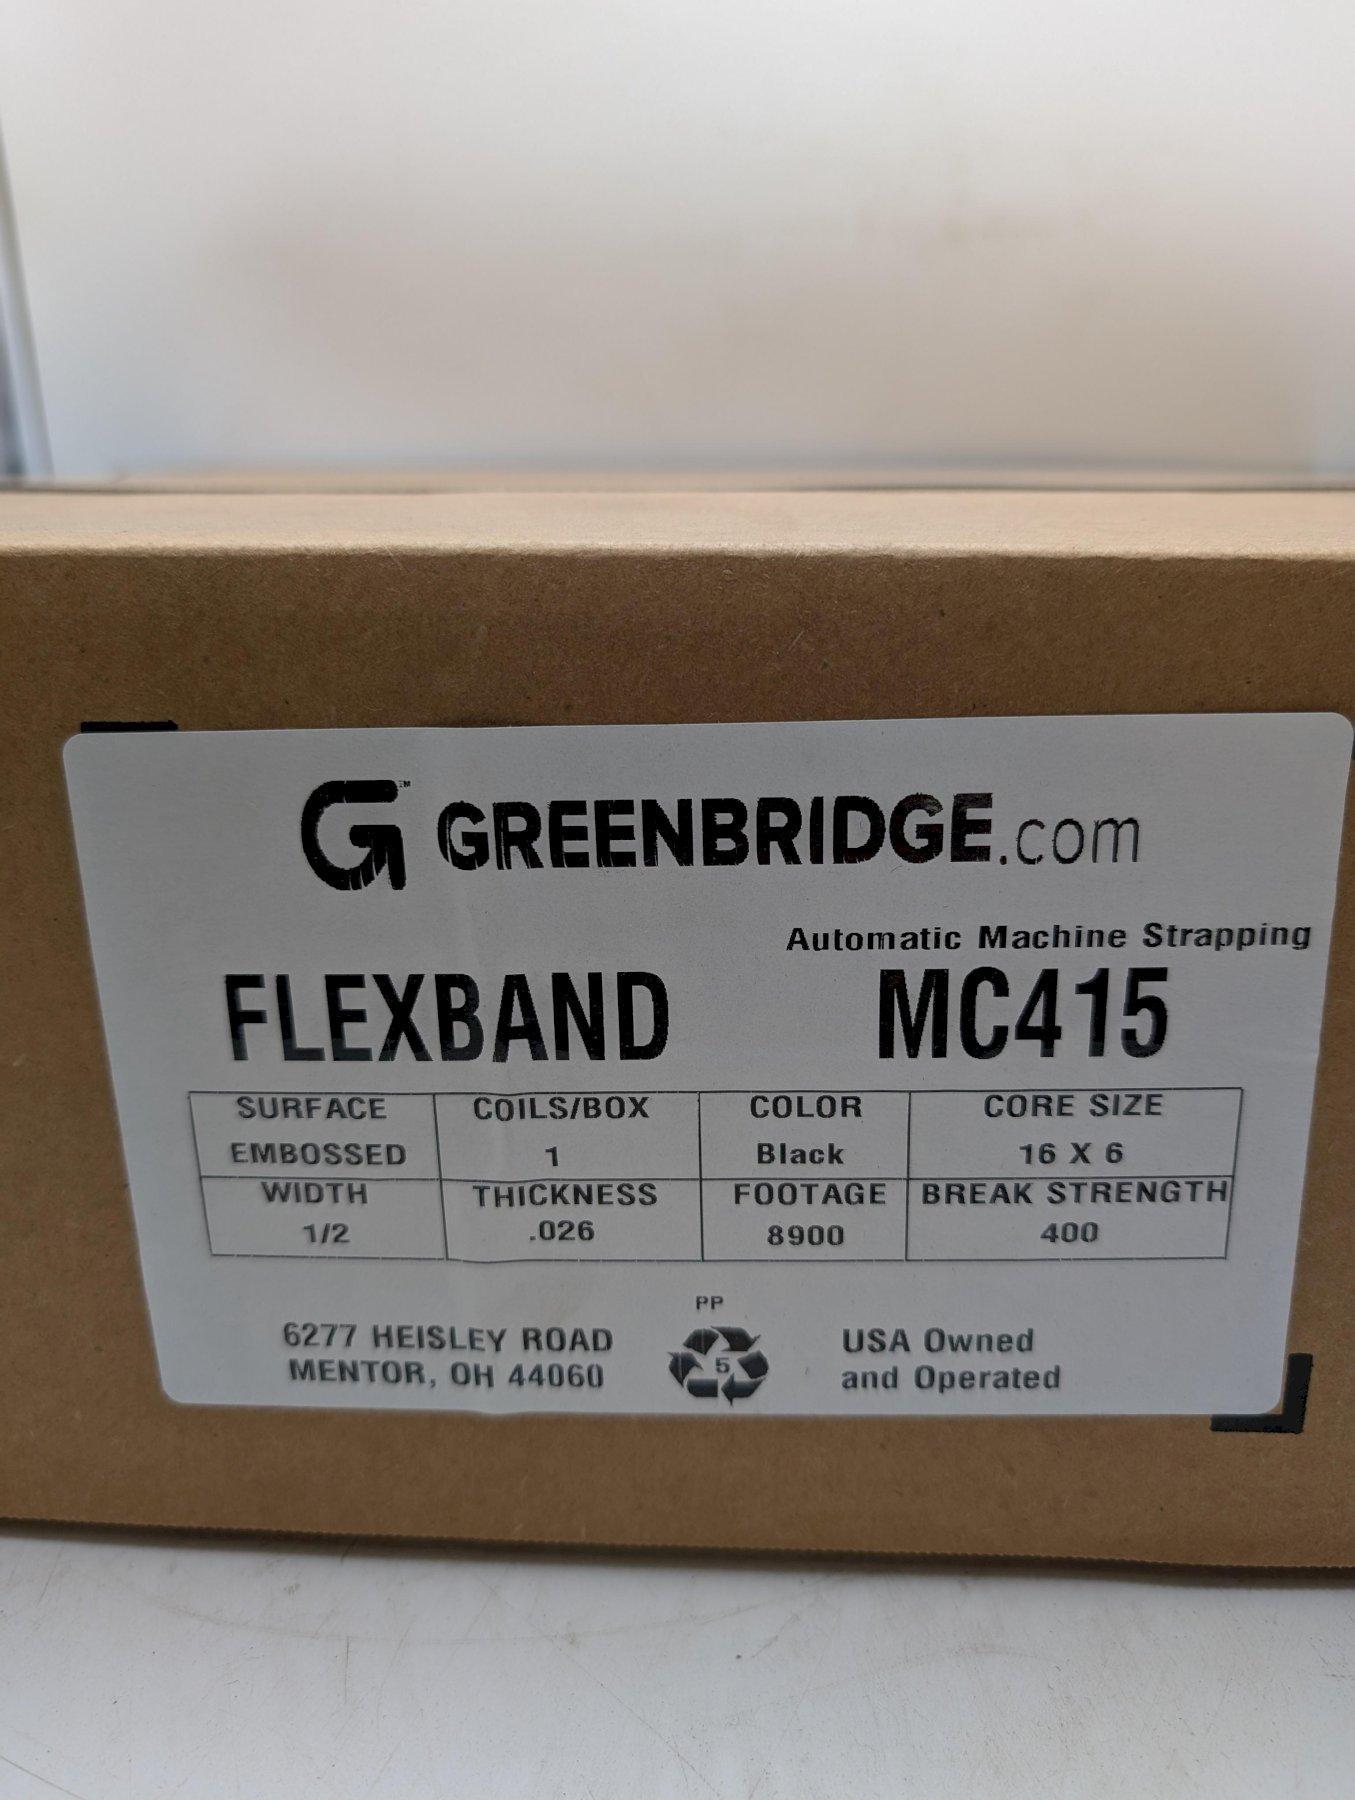 GREENBRIDGE.com
Automatic Machine Strapping
FLEXBAND MC415
SURFACE COILS/BOX COLOR CORE SIZE
EMBOSSED 1 Black 16 X 6
WIDTH THICKNESS FOOTAGE BREAK STRENGTH
1/2 .026 8900 400
PP
6277 HEISLEY ROAD 5 USA Owned
MENTOR, OH 44060 and Operated